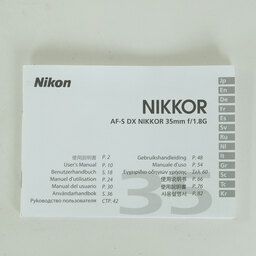 Nikon
NIKKOR
AF-S DX NIKKOR 35mm f/1.8G
使用説明書 P. 2
User's Manual P. 10
Benutzerhandbuch S. 18
Manuel d'utilisation P. 24
Manual del usuario P. 30
Användarhandbok S. 36
Руководство пользователя СТР. 42
Gebruikshandleiding P. 48
Manuale d'uso P. 54
Εγχειρίδιο οδηγιών χρήσης Σελ. 60
使用说明书 P. 66
使用說明書 P. 76
사용설명서 P. 82
35
Jp
En
De
Fr
Es
Sv
Ru
Nl
It
Gr
Sc
Tc
Kr